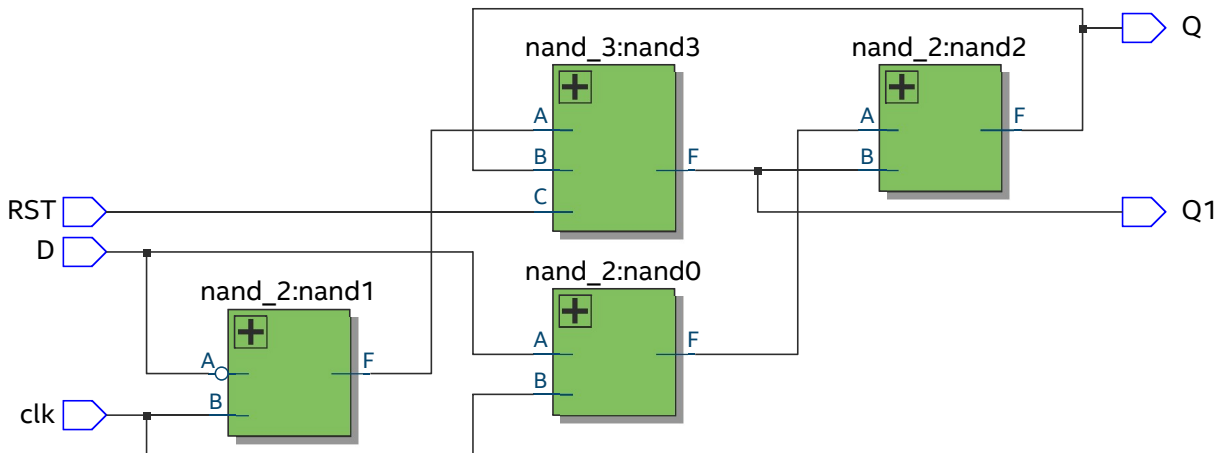 Q
nand_3:nand3
nand_2:nand2
A
A
F
B
F
B
C
RST
Q1
D
nand_2:nand0
nand_2:nand1
A
F
A
F
B
B
clk